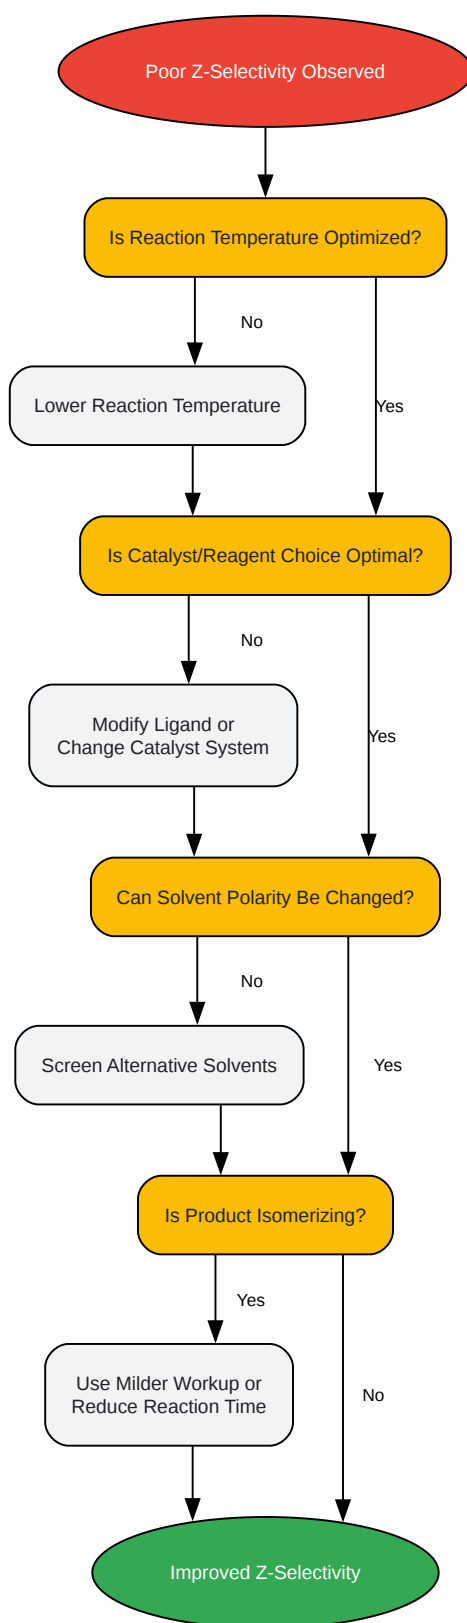 Poor Z-Selectivity Observed
Is Reaction Temperature Optimized?
No
Lower Reaction Temperature
Yes
Is Catalyst/Reagent Choice Optimal?
No
Modify Ligand or
Change Catalyst System
Yes
Can Solvent Polarity Be Changed?
No
Screen Alternative Solvents
Yes
Is Product Isomerizing?
Yes
Use Milder Workup or
Reduce Reaction Time
No
Improved Z-Selectivity